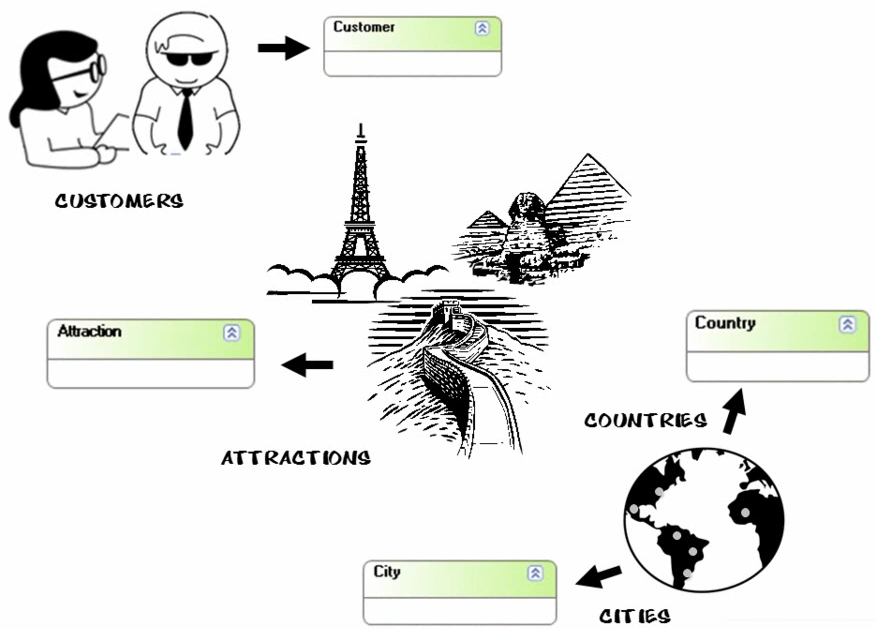 Customer
CUSTOMERS
Attraction
Country
COUNTRIES
ATTRACTIONS
City
CITIES